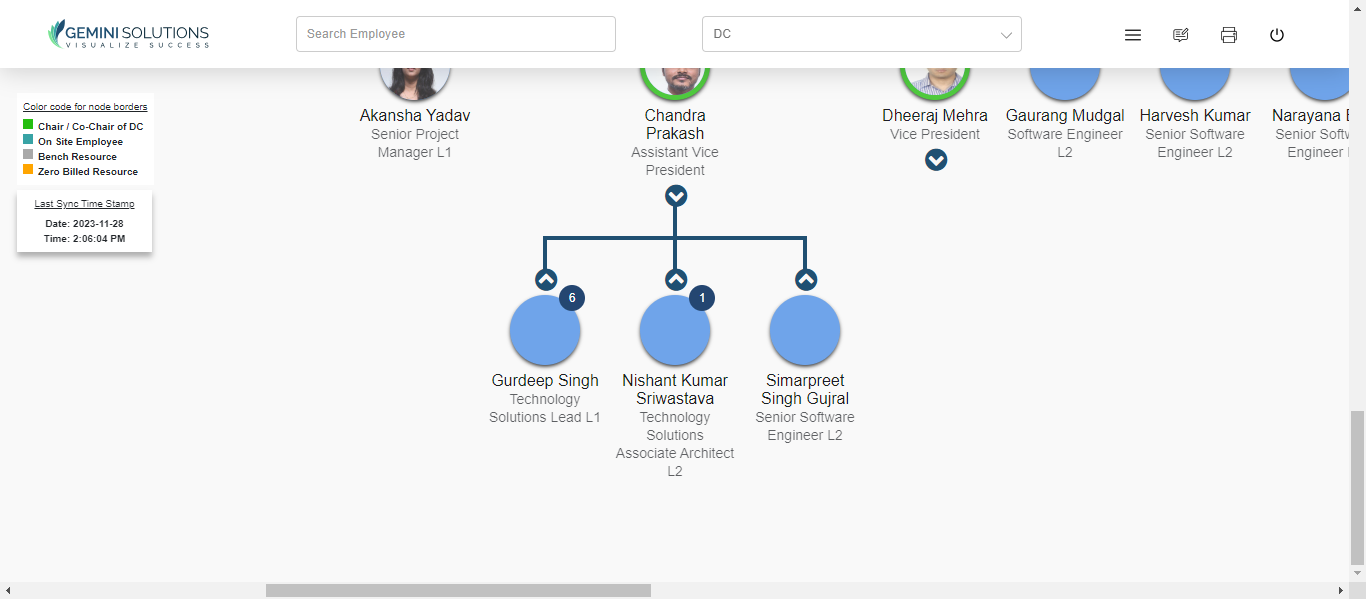 GEMINI SOLUTIONS
VISUALIZE SUCCESS
Search Employee
DC
Color code for node borders
Chair / Co-Chair of DC
On Site Employee
Bench Resource
Zero Billed Resource
Last Sync Time Stamp
Date: 2023-11-28
Time: 2:06:04 PM
Akansha Yadav
Senior Project
Manager L1
Chandra
Prakash
Assistant Vice
President
Dheeraj Mehra
Vice President
Gaurang Mudgal
Software Engineer
L2
Harvesh Kumar
Senior Software
Engineer L2
Narayana
Senior
Engineer
6
Gurdeep Singh
Technology
Solutions Lead L1
1
Nishant Kumar
Sriwastava
Technology
Solutions
Associate Architect
L2
Simarpreet
Singh Gujral
Senior Software
Engineer L2